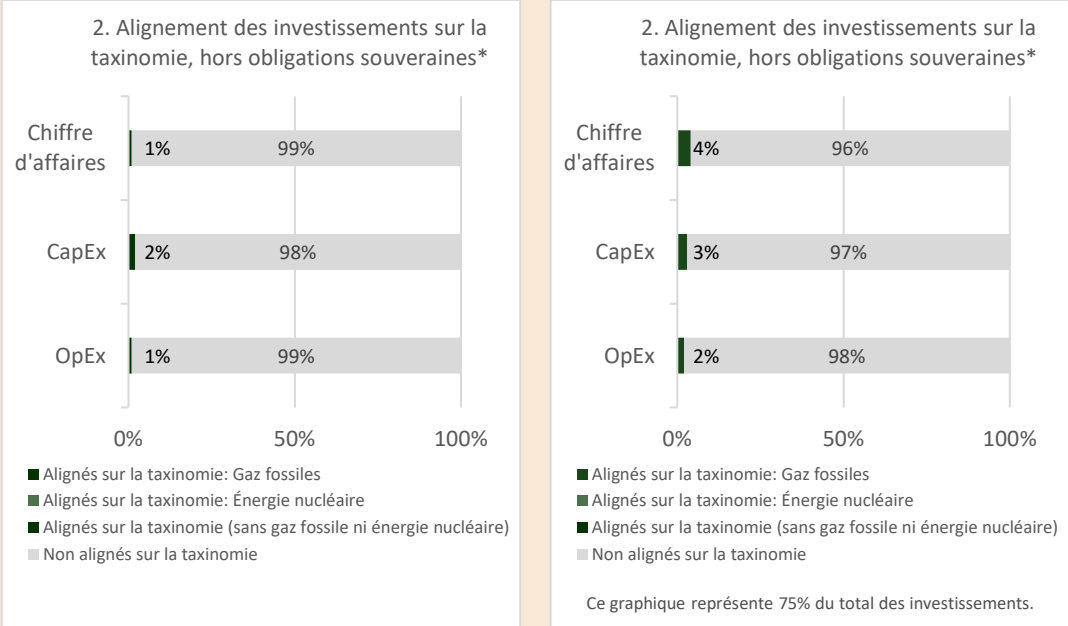 2. Alignement des investissements sur la
taxinomie, hors obligations souveraines*
Chiffre
d'affaires
1% 99%
CapEx 2% 98%
OpEx 1% 99%
0% 50% 100%
Alignés sur la taxinomie: Gaz fossiles
Alignés sur la taxinomie: Énergie nucléaire
Alignés sur la taxinomie (sans gaz fossile ni énergie nucléaire)
Non alignés sur la taxinomie
2. Alignement des investissements sur la
taxinomie, hors obligations souveraines*
Chiffre
d'affaires
4% 96%
CapEx 3% 97%
OpEx 2% 98%
0% 50% 100%
Alignés sur la taxinomie: Gaz fossiles
Alignés sur la taxinomie: Énergie nucléaire
Alignés sur la taxinomie (sans gaz fossile ni énergie nucléaire)
Non alignés sur la taxinomie
Ce graphique représente 75% du total des investissements.